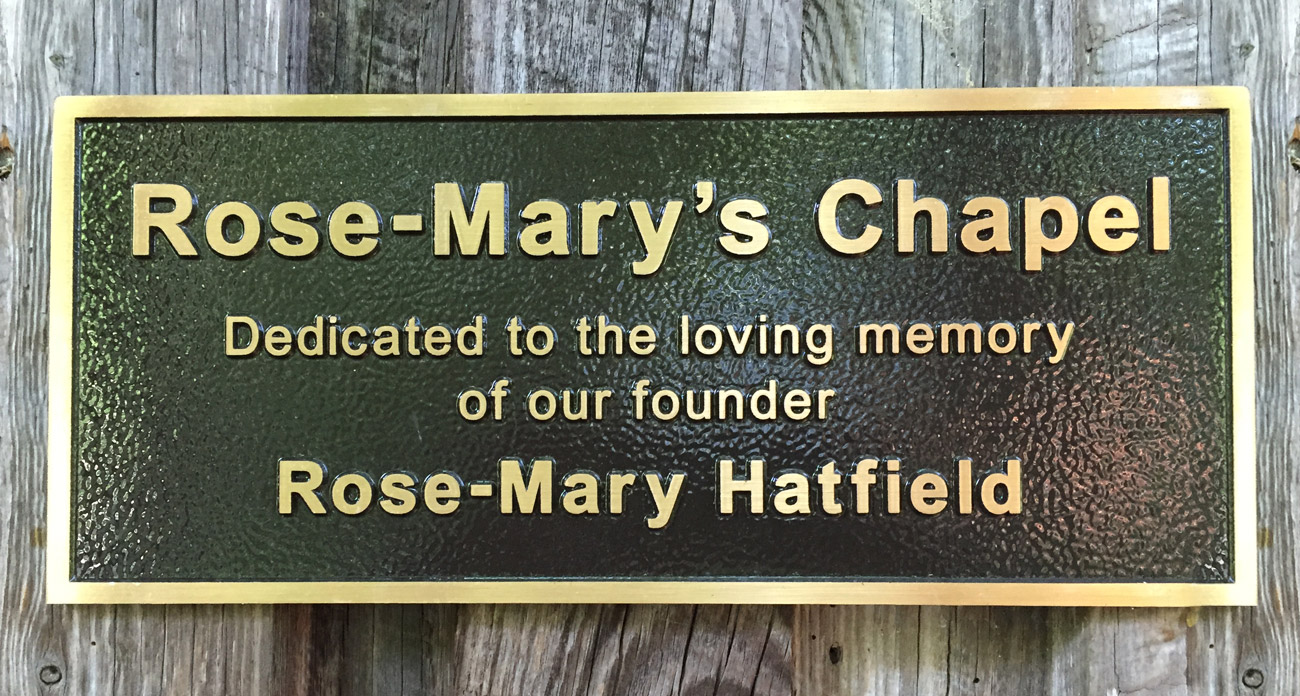 Rose-Mary’s Chapel
Dedicated to the loving memory
of our founder
Rose-Mary Hatfield